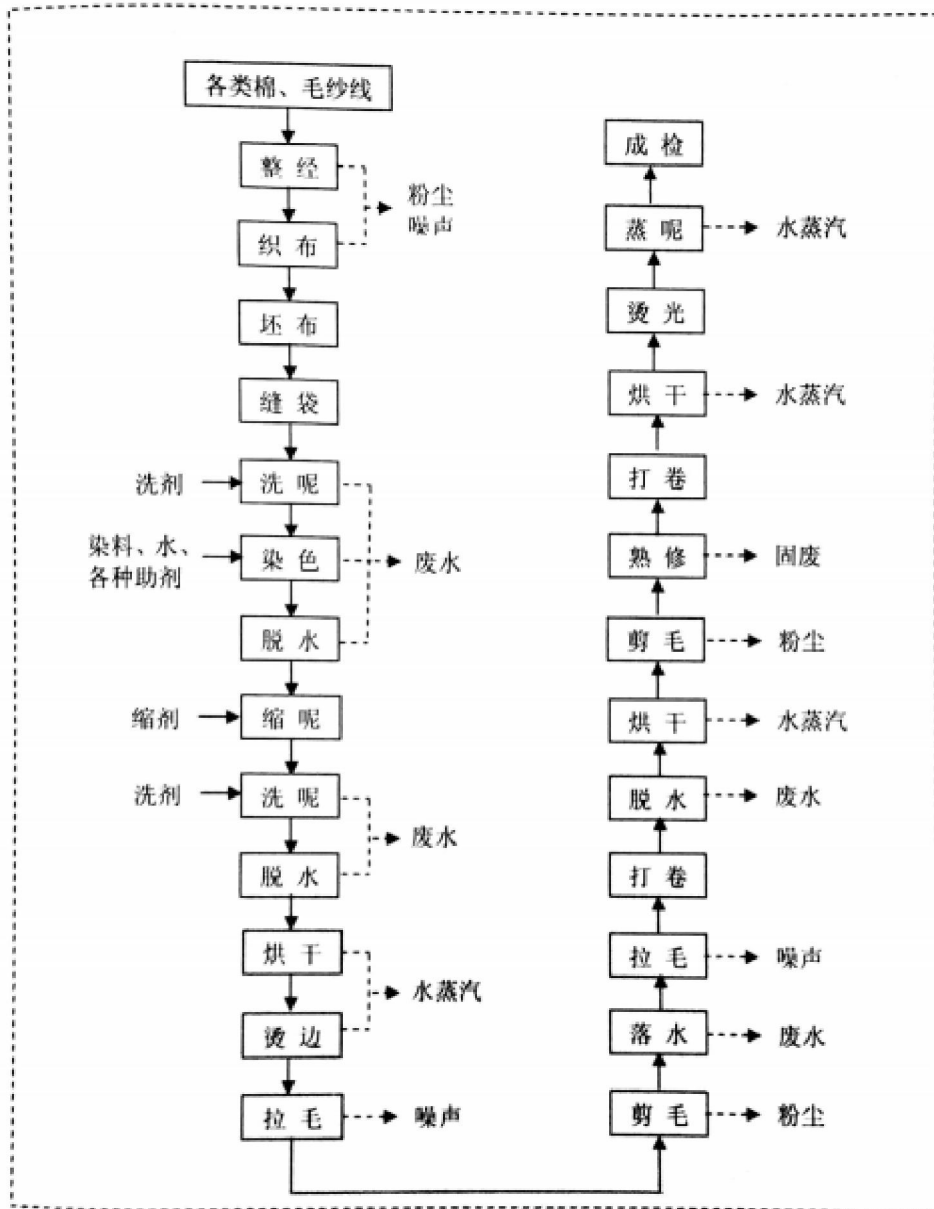 各类棉、毛纱线
整经
粉尘
噪声
织布
坯布
缝袋
洗剂
洗呢
染料、水、
各种助剂
染色
废水
脱水
缩剂
缩呢
洗剂
洗呢
废水
脱水
烘干
水蒸汽
烫边
拉毛
噪声
成检
蒸呢
水蒸汽
烫光
烘干
水蒸汽
打卷
熟修
固废
剪毛
粉尘
烘干
水蒸汽
脱水
废水
打卷
拉毛
噪声
落水
废水
剪毛
粉尘